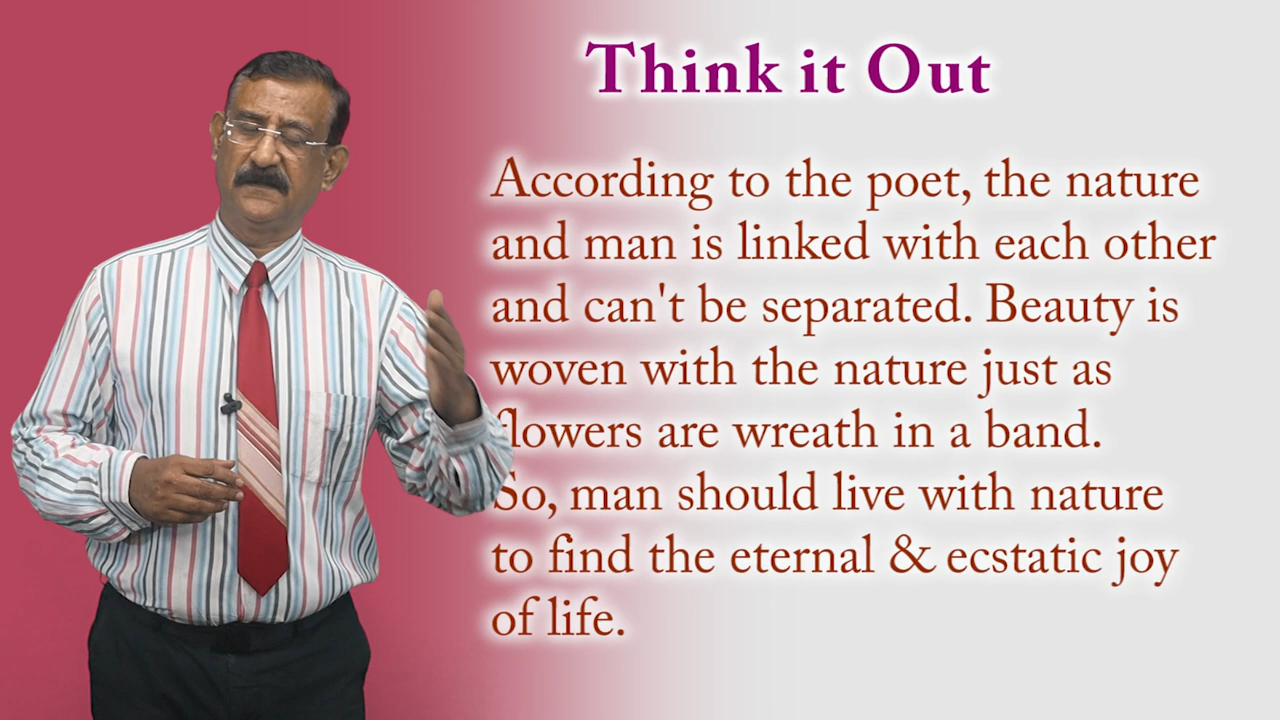 Think it Out
According to the poet, the nature
and man is linked with each other
and can't be separated. Beauty is
woven with the nature just as
flowers are wreath in a band.
So, man should live with nature
to find the eternal & ecstatic joy
of life.